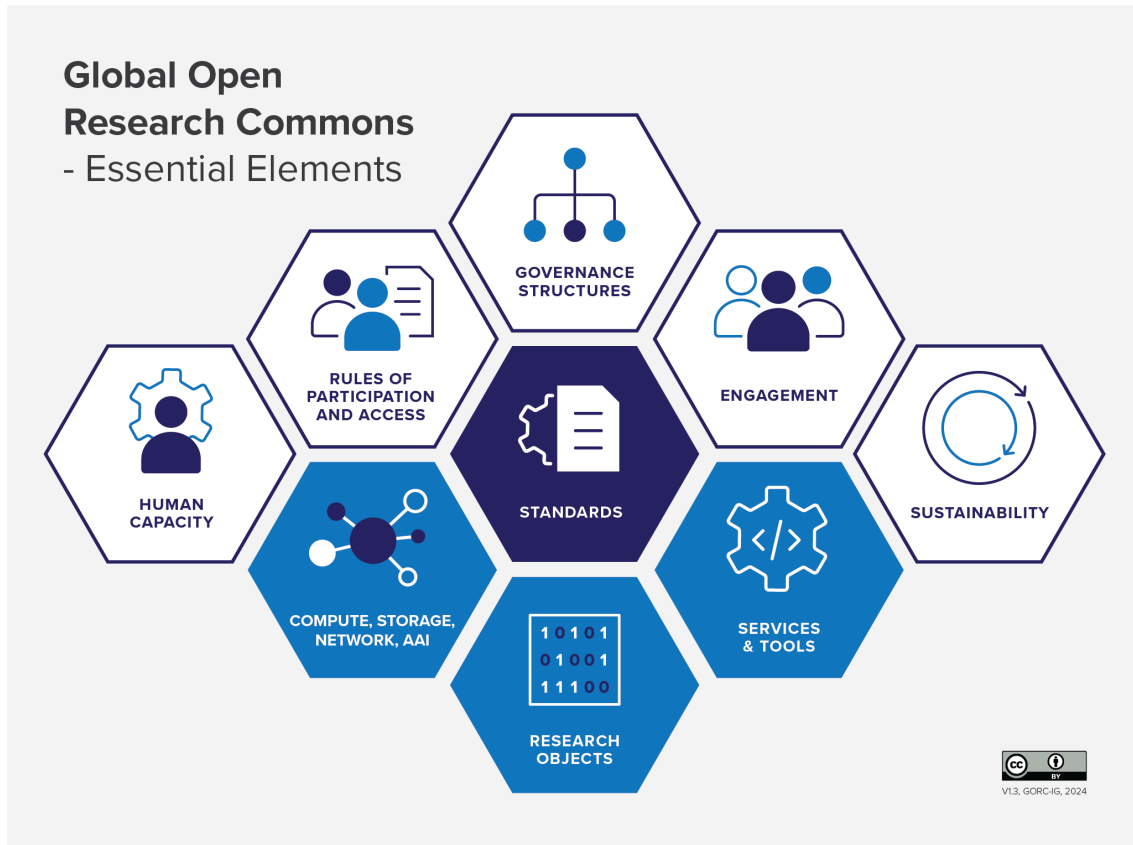 Global Open
Research Commons
- Essential Elements
GOVERNANCE
STRUCTURES
RULES OF
PARTICIPATION
AND ACCESS
ENGAGEMENT
HUMAN
CAPACITY
STANDARDS
SUSTAINABILITY
</>
COMPUTE, STORAGE,
NETWORK, AAI
SERVICES
& TOOLS
10101
01001
11100
RESEARCH
OBJECTS
cc
BY
V1.3, GORC-IG, 2024